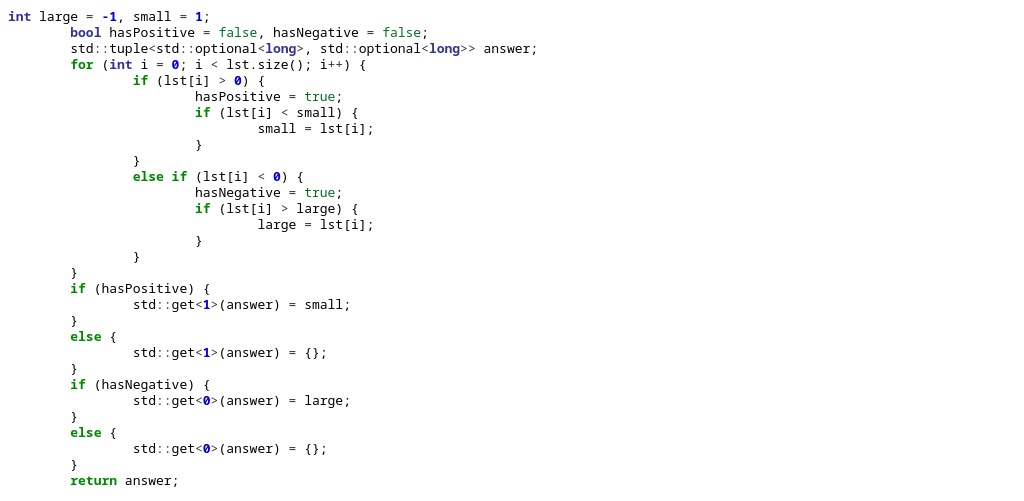 int large = -1, small = 1;
        bool hasPositive = false, hasNegative = false;
        std::tuple<std::optional<long>, std::optional<long>> answer;
        for (int i = 0; i < lst.size(); i++) {
                if (lst[i] > 0) {
                        hasPositive = true;
                        if (lst[i] < small) {
                                small = lst[i];
                        }
                }
                else if (lst[i] < 0) {
                        hasNegative = true;
                        if (lst[i] > large) {
                                large = lst[i];
                        }
                }
        }
        if (hasPositive) {
                std::get<1>(answer) = small;
        }
        else {
                std::get<1>(answer) = {};
        }
        if (hasNegative) {
                std::get<0>(answer) = large;
        }
        else {
                std::get<0>(answer) = {};
        }
        return answer;